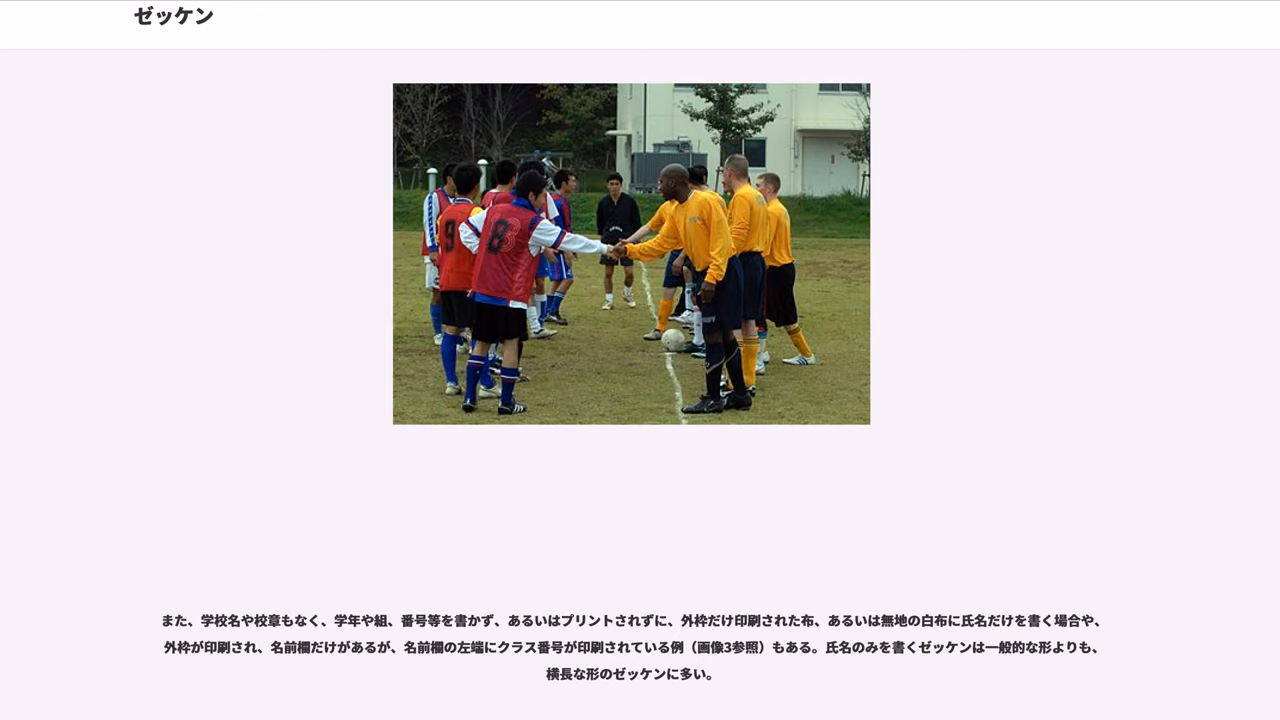 ゼッケン
9
8
また、学校名や校章もなく、学年や組、番号等を書かず、あるいはプリントされずに、外枠だけ印刷された布、あるいは無地の白布に氏名だけを書く場合や、
外枠が印刷され、名前欄だけがあるが、名前欄の左端にクラス番号が印刷されている例（画像3参照）もある。氏名のみを書くゼッケンは一般的な形よりも、
横長な形のゼッケンに多い。